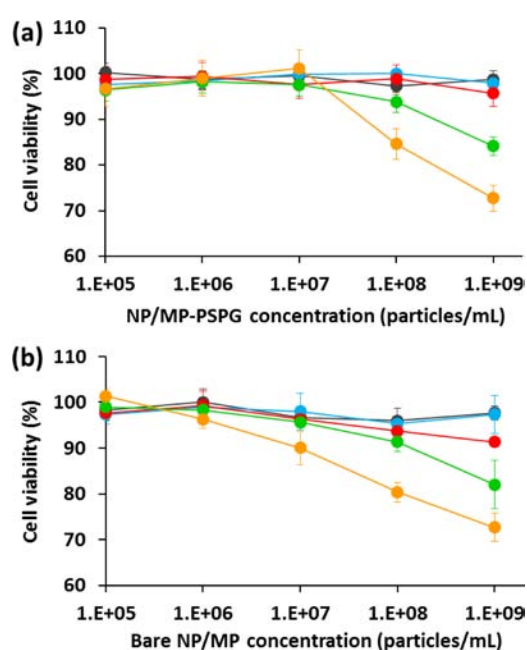 (a)
110
100
90
80
70
60
Cell viability (%)
1.E+05 1.E+06 1.E+07 1.E+08 1.E+09
NP/MP-PSPG concentration (particles/mL)
(b)
110
100
90
80
70
60
Cell viability (%)
1.E+05 1.E+06 1.E+07 1.E+08 1.E+09
Bare NP/MP concentration (particles/mL)